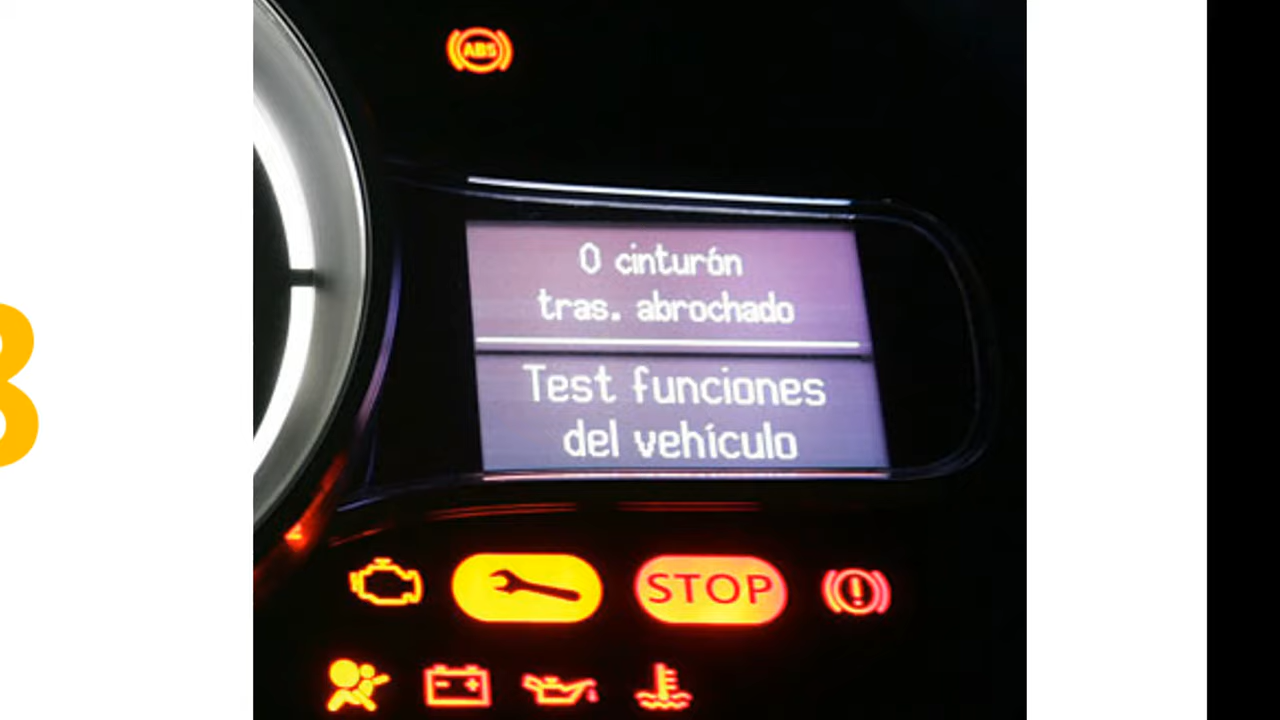 ABS
0 cinturón
tras. abrochado
Test funciones
del vehículo
STOP